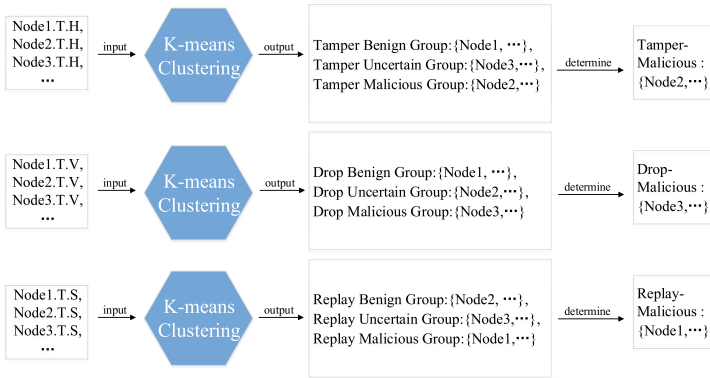 Node1.T.H,
Node2.T.H,
Node3.T.H,
...
input
K-means
Clustering
output
Tamper Benign Group:{Node1, ···},
Tamper Uncertain Group:{Node3,···},
Tamper Malicious Group:{Node2,···}
determine
Tamper-
Malicious :
{Node2,···}
Node1.T.V,
Node2.T.V,
Node3.T.V,
...
input
K-means
Clustering
output
Drop Benign Group:{Node1, ···},
Drop Uncertain Group:{Node2,···},
Drop Malicious Group:{Node3,···}
determine
Drop-
Malicious :
{Node3,···}
Node1.T.S,
Node2.T.S,
Node3.T.S,
...
input
K-means
Clustering
output
Replay Benign Group:{Node2, ···},
Replay Uncertain Group:{Node3,···},
Replay Malicious Group:{Node1,···}
determine
Replay-
Malicious :
{Node1,···}